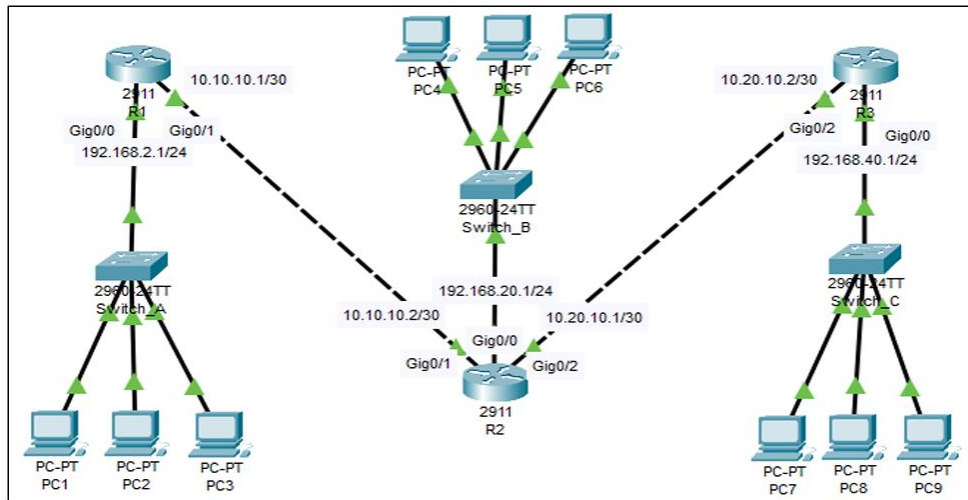 2911
R1
10.10.10.1/30
Gig0/0
Gig0/1
192.168.2.1/24
2960-24TT
Switch_A
PC-PT
PC1
PC-PT
PC2
PC-PT
PC3
PC-PT
PC4
PC-PT
PC5
PC-PT
PC6
2960-24TT
Switch_B
192.168.20.1/24
10.10.10.2/30
10.20.10.1/30
Gig0/0
Gig0/1
Gig0/2
2911
R2
10.20.10.2/30
2911
R3
Gig0/2
Gig0/0
192.168.40.1/24
2960-24TT
Switch_C
PC-PT
PC7
PC-PT
PC8
PC-PT
PC9